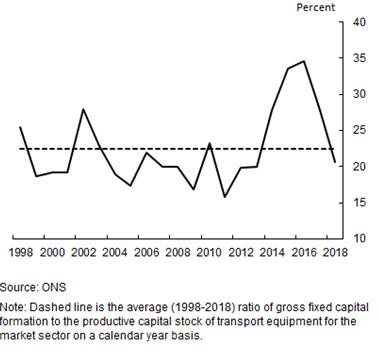 Percent
40
35
30
25
20
15
10
1998 2000 2002 2004 2006 2008 2010 2012 2014 2016 2018
Source: ONS
Note: Dashed line is the average (1998-2018) ratio of gross fixed capital
formation to the productive capital stock of transport equipment for the
market sector on a calendar year basis.